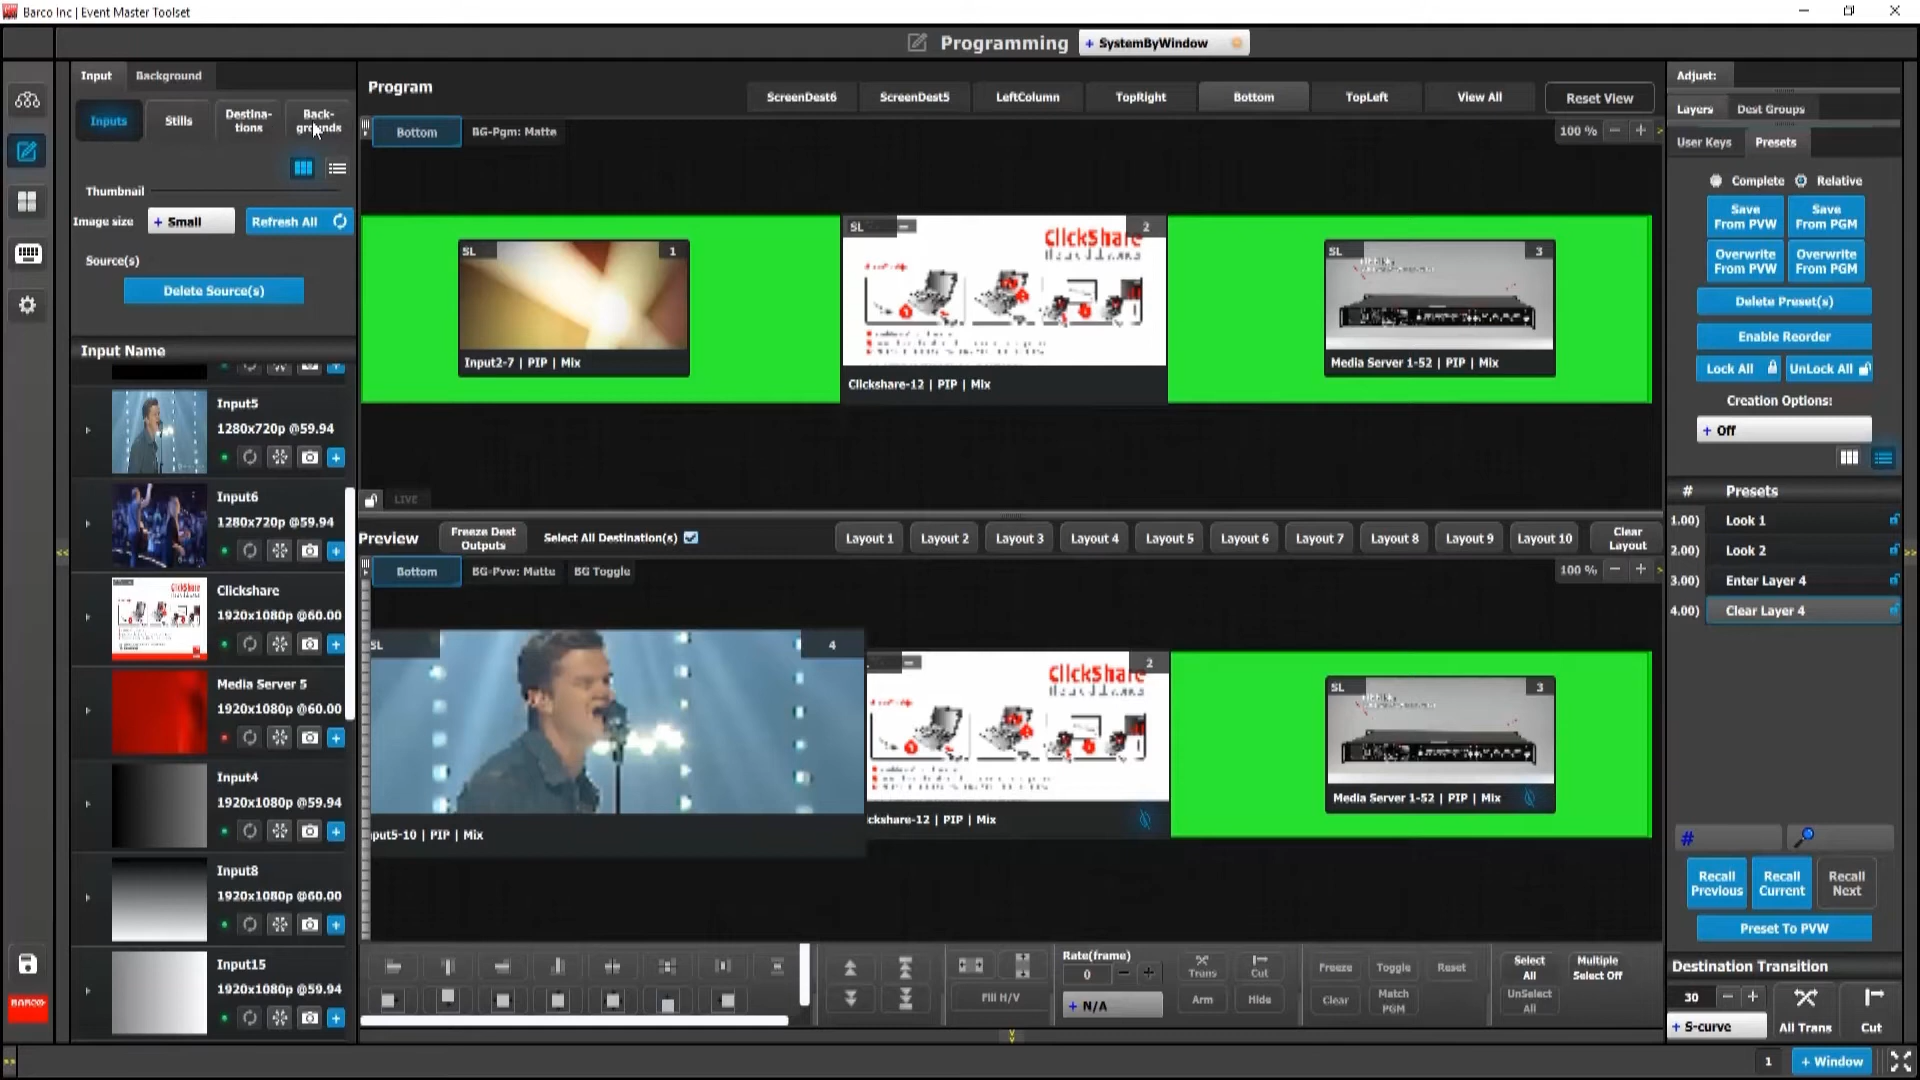 Barco Inc | Event Master Toolset
Programming
+ SystemByWindow
Input
Background
Inputs
Stills
Destina-
tions
Back-
grounds
Thumbnail
Image size
+ Small
Refresh All
Source(s)
Delete Source(s)
Input Name
Input5
1280x720p @59.94
Input6
1280x720p @59.94
Clickshare
1920x1080p @60.00
Media Server 5
1920x1080p @60.00
Input4
1920x1080p @59.94
Input8
1920x1080p @60.00
Input15
1920x1080p @59.94
BARCO
Program
ScreenDest6
ScreenDest5
LeftColumn
TopRight
Bottom
TopLeft
View All
Reset View
Bottom
BG-Pgm: Matte
100 %
SL
1
Input2-7 | PIP | Mix
SL
2
ClickShare
Clickshare-12 | PIP | Mix
SL
3
Media Server 1-52 | PIP | Mix
LIVE
Preview
Freeze Dest
Outputs
Select All Destination(s)
Layout 1
Layout 2
Layout 3
Layout 4
Layout 5
Layout 6
Layout 7
Layout 8
Layout 9
Layout 10
Clear
Layout
Bottom
BG-Pvw: Matte
BG Toggle
100 %
SL
4
put5-10 | PIP | Mix
2
ClickShare
ckshare-12 | PIP | Mix
SL
3
Media Server 1-52 | PIP | Mix
Fill H/V
Rate(frame)
0
+ N/A
Trans
Cut
Arm
Hide
Freeze
Toggle
Reset
Clear
Match
PGM
Select
All
UnSelect
All
Multiple
Select Off
Adjust:
Layers
Dest Groups
User Keys
Presets
Complete
Relative
Save
From PVW
Save
From PGM
Overwrite
From PVW
Overwrite
From PGM
Delete Preset(s)
Enable Reorder
Lock All
UnLock All
Creation Options:
+ Off
# Presets
1.00) Look 1
2.00) Look 2
3.00) Enter Layer 4
4.00) Clear Layer 4
#
Recall
Previous
Recall
Current
Recall
Next
Preset To PVW
Destination Transition
30
+ S-curve
All Trans
Cut
1
+ Window